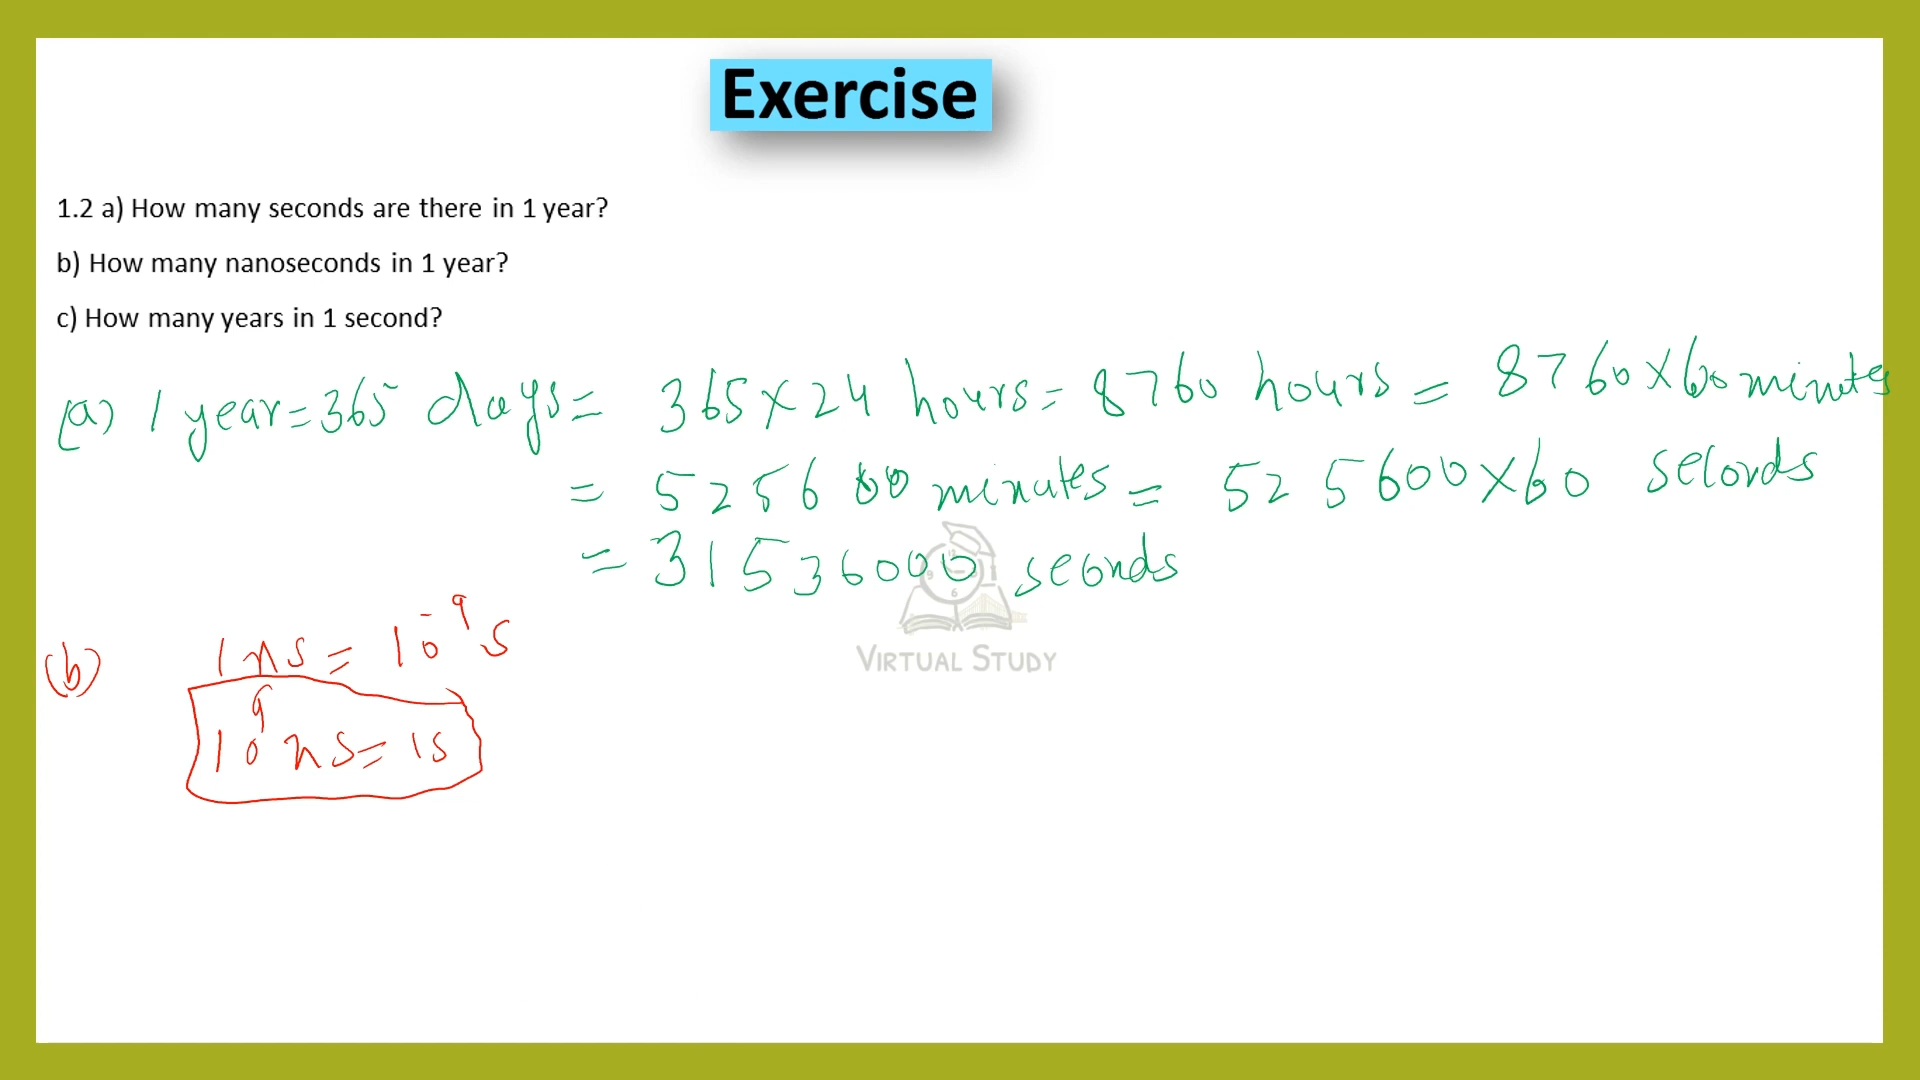 Exercise
1.2 a) How many seconds are there in 1 year?
b) How many nanoseconds in 1 year?
c) How many years in 1 second?
(a) 1 year = 365 days = 365 × 24 hours = 8760 hours = 8760 × 60 minutes
= 525600 minutes = 525600 × 60 seconds
= 31536000 seconds
VIRTUAL STUDY
(b) 1 ns = 10⁻⁹ s
10⁹ ns = 1s